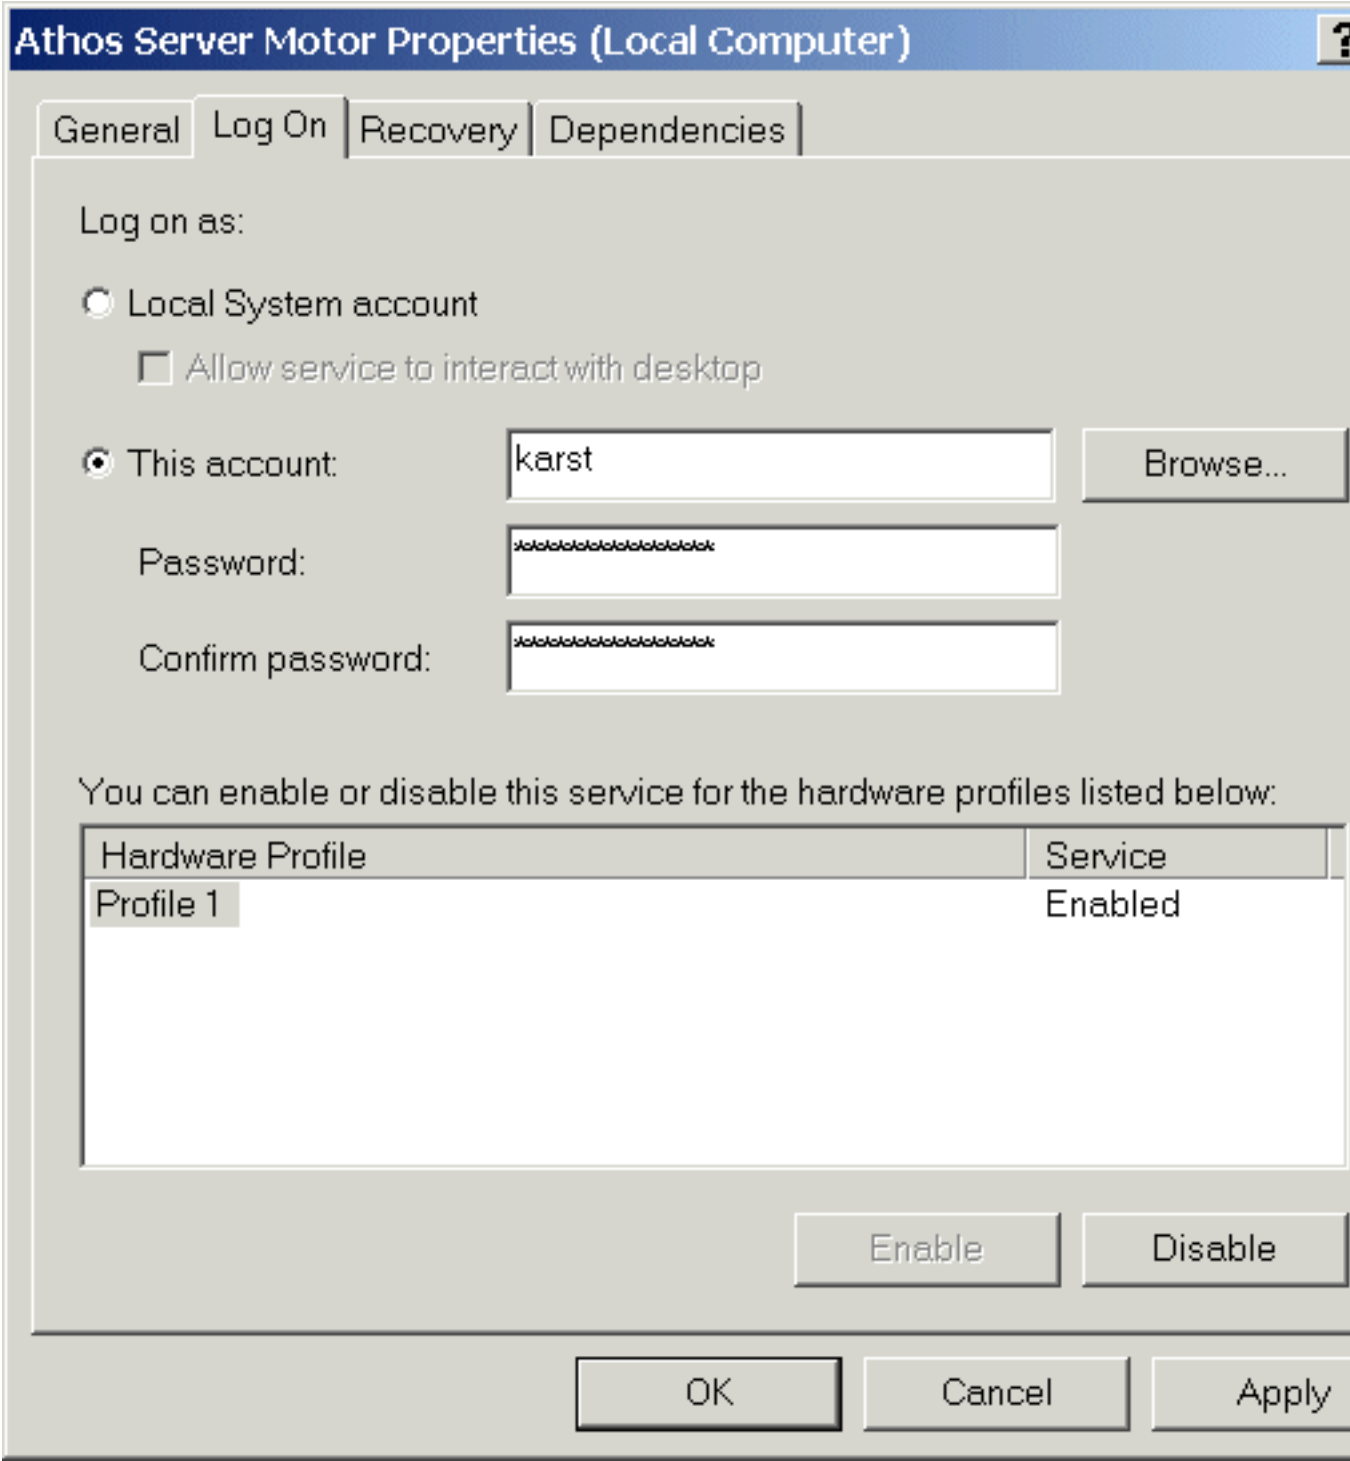 Athos Server Motor Properties (Local Computer) ?
General Log On Recovery Dependencies
Log on as:
Local System account
Allow service to interact with desktop
This account: karst Browse...
Password: ***************
Confirm password: ***************
You can enable or disable this service for the hardware profiles listed below:
Hardware Profile Service
Profile 1 Enabled
Enable Disable
OK Cancel Apply